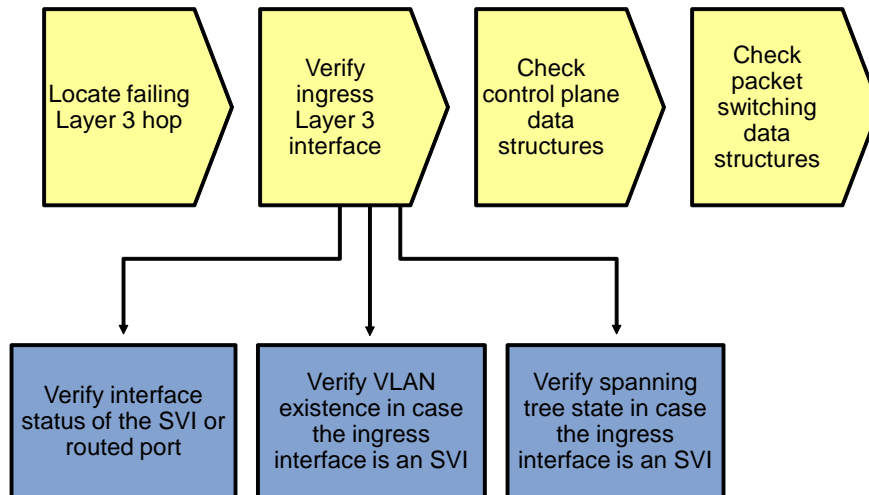 Locate failing
Layer 3 hop
Verify
ingress
Layer 3
interface
Check
control plane
data
structures
Check
packet
switching
data
structures
Verify interface
status of the SVI or
routed port
Verify VLAN
existence in case
the ingress
interface is an SVI
Verify spanning
tree state in case
the ingress
interface is an SVI